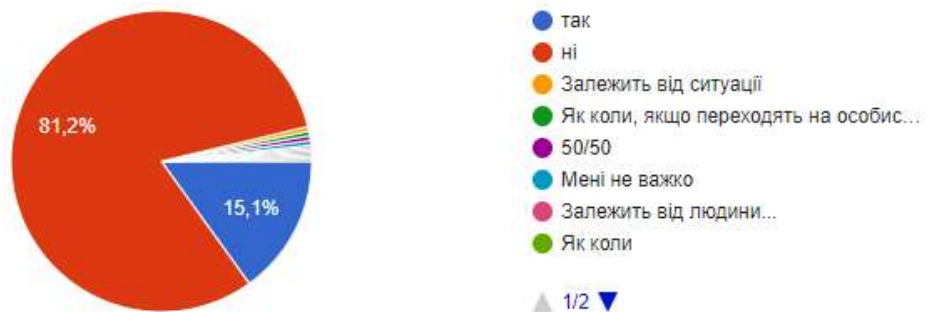 81,2%
15,1%
так
ні
Залежить від ситуації
Як коли, якщо переходять на особис...
50/50
Мені не важко
Залежить від людини...
Як коли
1/2